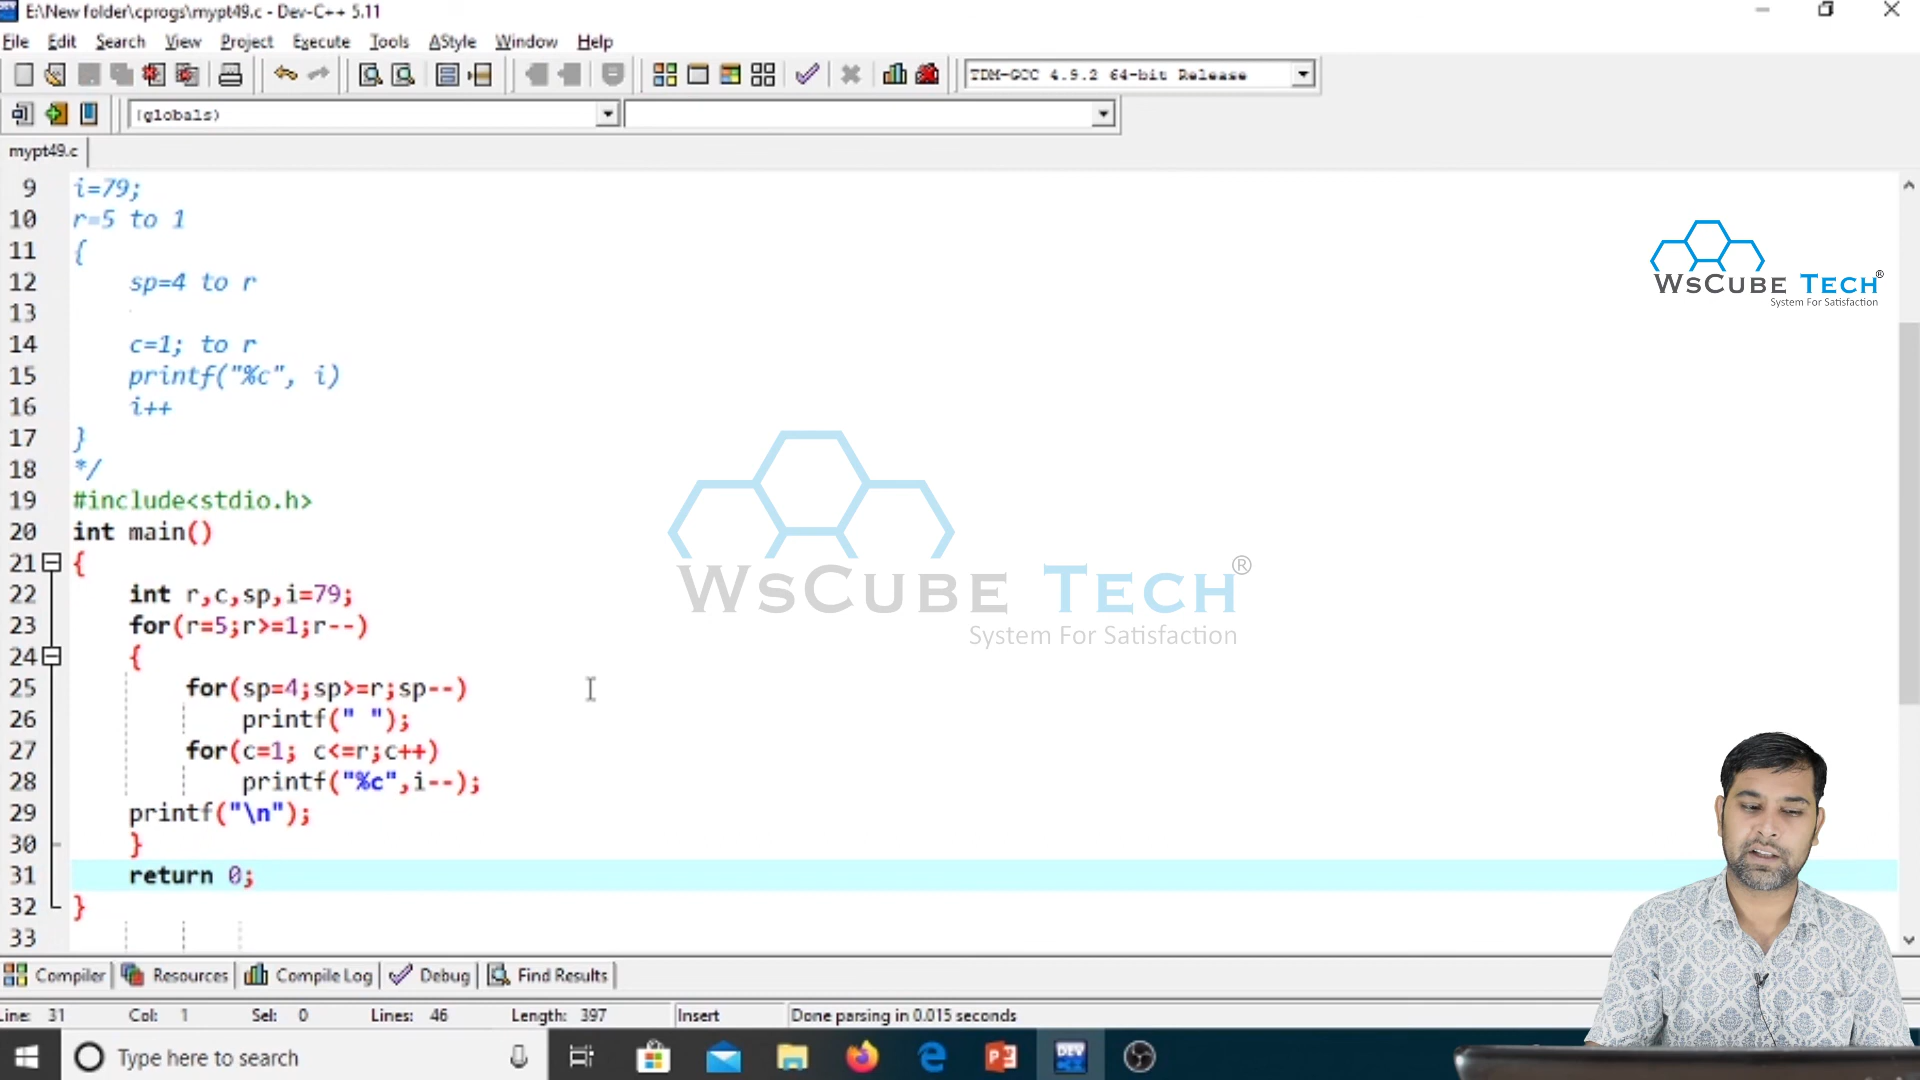 E:\New folder\cprogs\mypt49.c - Dev-C++ 5.11
File Edit Search View Project Execute Tools AStyle Window Help
TDM-GCC 4.9.2 64-bit Release
(globals)
mypt49.c
9 i=79;
10 r=5 to 1
11 {
12 sp=4 to r
13
14 c=1; to r
15 printf("%c", i)
16 i++
17 }
18 */
19 #include<stdio.h>
20 int main()
21 {
22 int r,c,sp,i=79;
23 for(r=5;r>=1;r--)
24 {
25 for(sp=4;sp>=r;sp--)
26 printf(" ");
27 for(c=1; c<=r;c++)
28 printf("%c",i--);
29 printf("\n");
30 }
31 return 0;
32 }
33
WsCube Tech®
System For Satisfaction
WsCube Tech®
System For Satisfaction
Compiler Resources Compile Log Debug Find Results
Line: 31 Col: 1 Sel: 0 Lines: 46 Length: 397 Insert Done parsing in 0.015 seconds
Type here to search
DEV